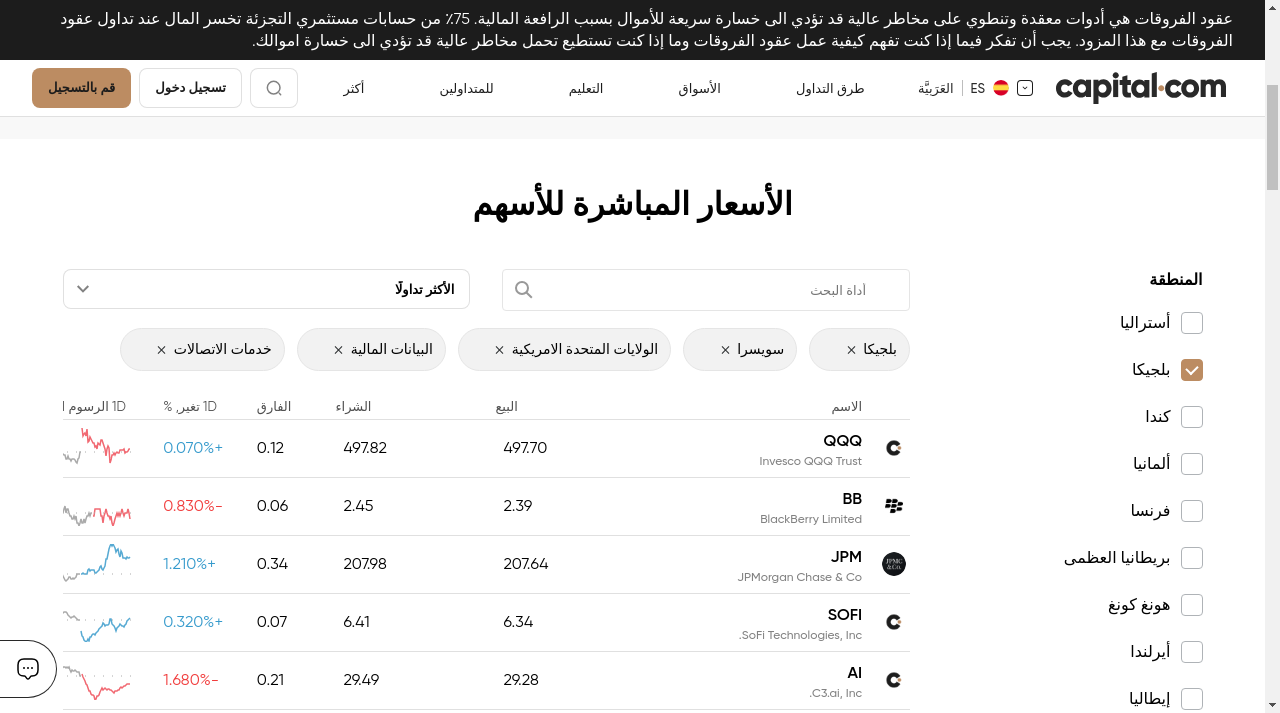 عقود الفروقات هي أدوات معقدة وتنطوي على مخاطر عالية قد تؤدي الى خسارة سريعة للأموال بسبب الرافعة المالية. 75٪ من حسابات مستثمري التجزئة تخسر المال عند تداول عقود
الفروقات مع هذا المزود. يجب أن تفكر فيما إذا كنت تفهم كيفية عمل عقود الفروقات وما إذا كنت تستطيع تحمل مخاطر عالية قد تؤدي الى خسارة اموالك.
capital.com ES العَرَبِيَّة طرق التداول الأسواق التعليم للمتداولين أكثر تسجيل دخول قم بالتسجيل
الأسعار المباشرة للأسهم
المنطقة
أستراليا
بلجيكا
كندا
ألمانيا
فرنسا
بريطانيا العظمى
هونغ كونغ
أيرلندا
إيطاليا
أداة البحث
الأكثر تداولًا
بلجيكا سويسرا الولايات المتحدة الامريكية البيانات المالية خدمات الاتصالات
الاسم البيع الشراء الفارق 1D تغير, % 1D الرسوم ا
QQQ 497.70 497.82 0.12 0.070%+
Invesco QQQ Trust
BB 2.39 2.45 0.06 0.830%-
BlackBerry Limited
JPMC & Co.
JPM 207.64 207.98 0.34 1.210%+
JPMorgan Chase & Co
SOFI 6.34 6.41 0.07 0.320%+
.SoFi Technologies, Inc
AI 29.28 29.49 0.21 1.680%-
.C3.ai, Inc